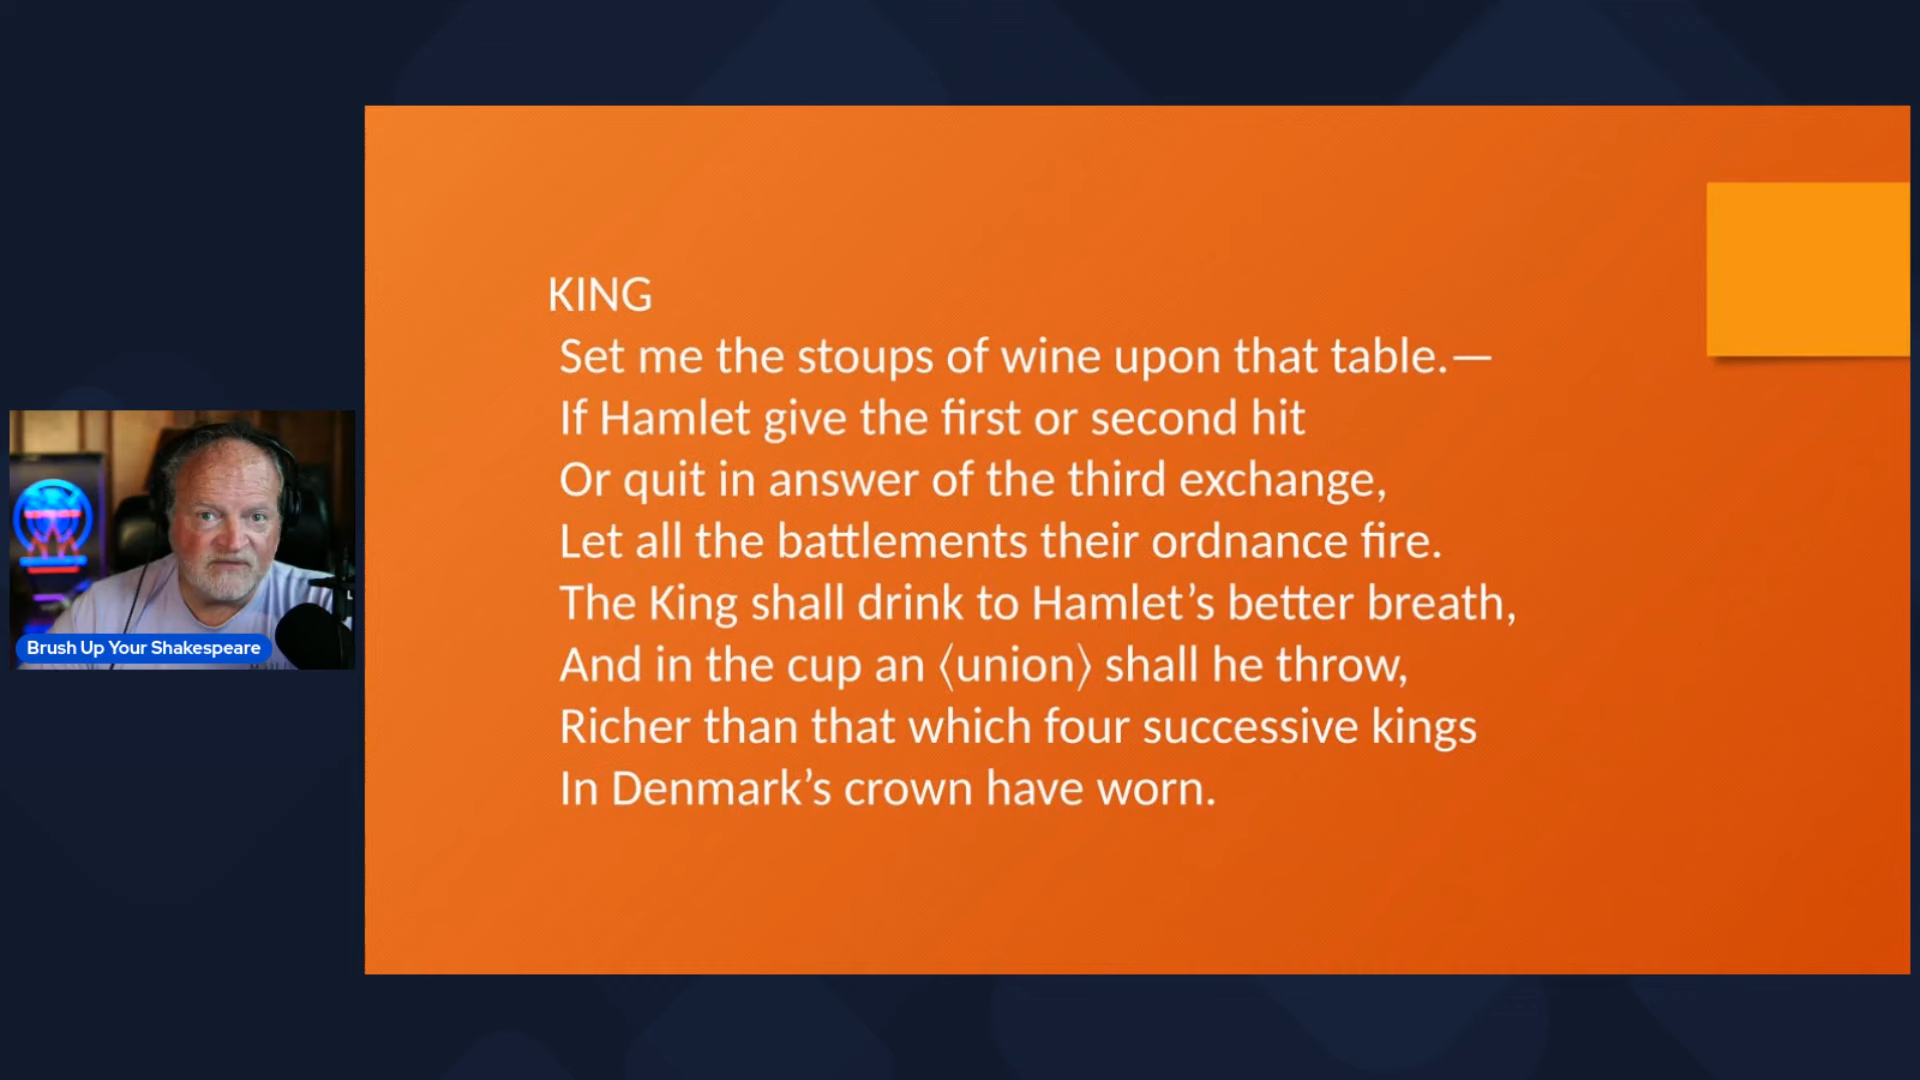 KING
Set me the stoups of wine upon that table.—
If Hamlet give the first or second hit
Or quit in answer of the third exchange,
Let all the battlements their ordnance fire.
The King shall drink to Hamlet’s better breath,
And in the cup an ⟨union⟩ shall he throw,
Richer than that which four successive kings
In Denmark’s crown have worn.
Brush Up Your Shakespeare